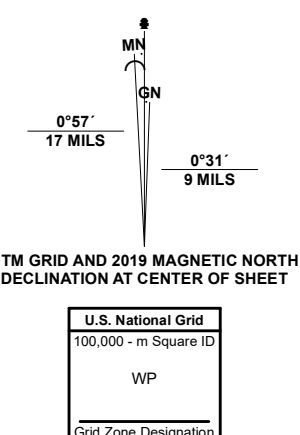 MN
GN
0°57´
17 MILS
0°31´
9 MILS
TM GRID AND 2019 MAGNETIC NORTH
DECLINATION AT CENTER OF SHEET
U.S. National Grid
100,000 - m Square ID
WP
Grid Zone Designation